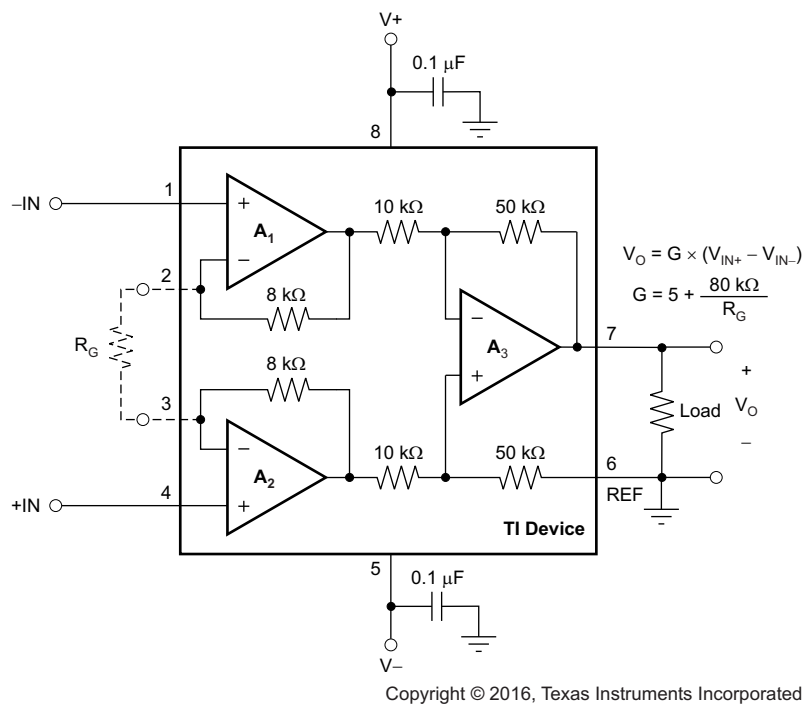 V+
0.1 μF
8
−IN
1
+
A1
−
10 kΩ
50 kΩ
VO = G × (VIN+ − VIN−)
G = 5 + 80 kΩ
RG
2
8 kΩ
RG
−
A3
+
7
+
VO
−
Load
3
8 kΩ
−
A2
+
10 kΩ
50 kΩ
6
REF
+IN
4
TI Device
5
0.1 μF
V−
Copyright © 2016, Texas Instruments Incorporated